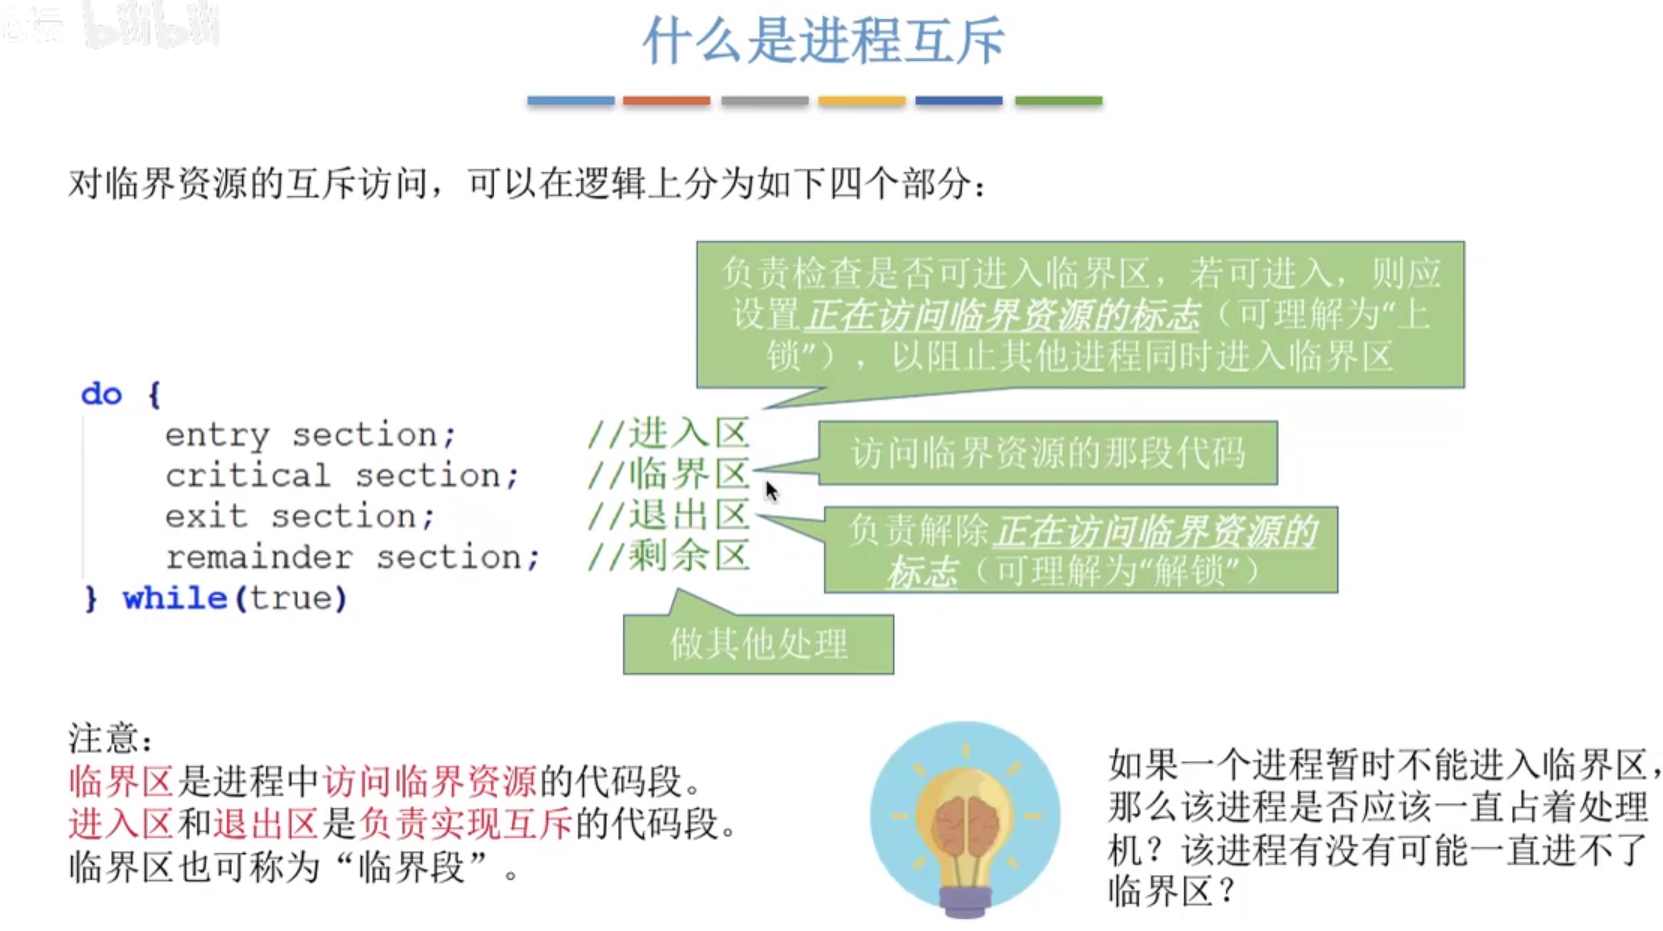 bilibili
什么是进程互斥
对临界资源的互斥访问，可以在逻辑上分为如下四个部分：
负责检查是否可进入临界区，若可进入，则应
设置正在访问临界资源的标志（可理解为“上
锁”），以阻止其他进程同时进入临界区
do {
entry section; //进入区
critical section; //临界区
exit section; //退出区
remainder section; //剩余区
} while(true)
访问临界资源的那段代码
负责解除正在访问临界资源的
标志（可理解为“解锁”）
做其他处理
注意：
临界区是进程中访问临界资源的代码段。
进入区和退出区是负责实现互斥的代码段。
临界区也可称为“临界段”。
如果一个进程暂时不能进入临界区，
那么该进程是否应该一直占着处理
机？该进程有没有可能一直进不了
临界区？